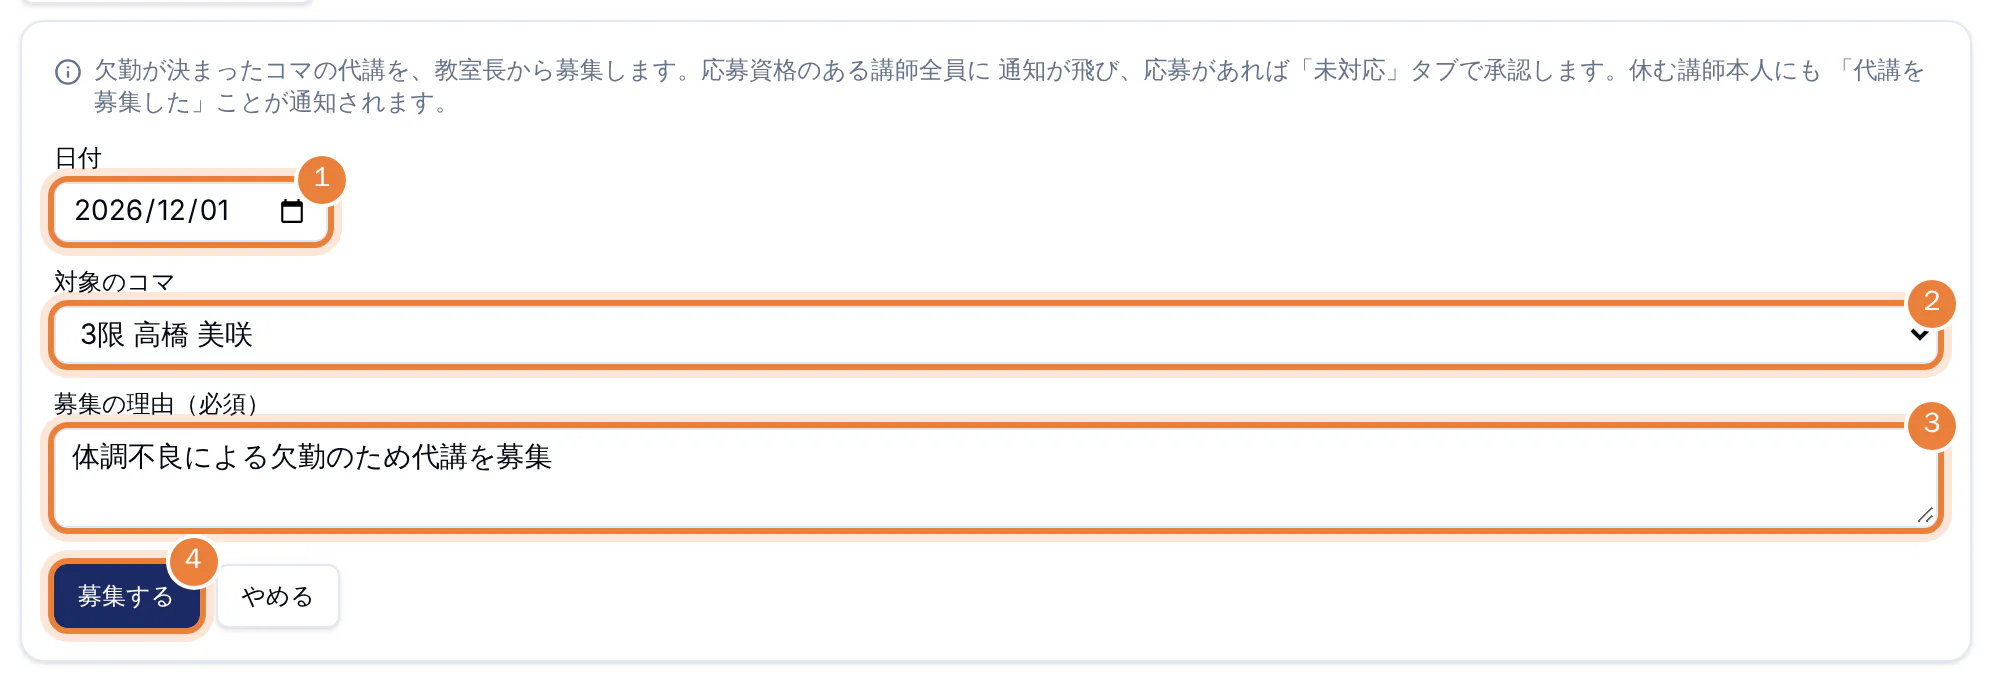 欠勤が決まったコマの代講を、教室長から募集します。応募資格のある講師全員に 通知が飛び、応募があれば「未対応」タブで承認します。休む講師本人にも 「代講を
募集した」ことが通知されます。
日付
1
2026/12/01
対象のコマ
2
3限 高橋 美咲
募集の理由（必須）
3
体調不良による欠勤のため代講を募集
4
募集する
やめる